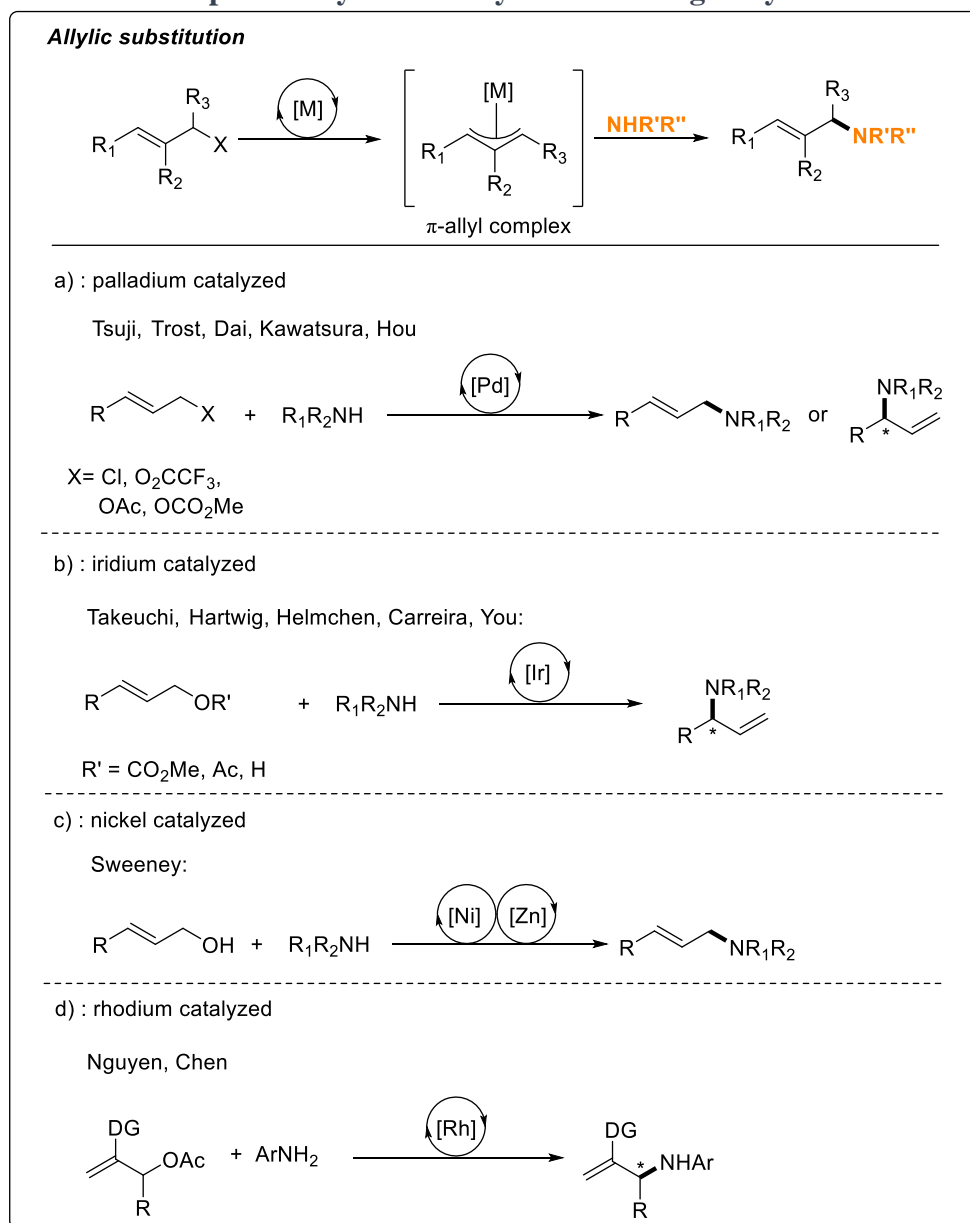 Allylic substitution
R1 R2 R3 X [M] [M] R1 R2 R3 NHR'R" R1 R2 R3 NR'R"
π-allyl complex
a) : palladium catalyzed
Tsuji, Trost, Dai, Kawatsura, Hou
R X + R1R2NH [Pd] R NR1R2 or NR1R2 R *
X= Cl, O2CCF3,
OAc, OCO2Me
b) : iridium catalyzed
Takeuchi, Hartwig, Helmchen, Carreira, You:
R OR' + R1R2NH [Ir] NR1R2 R *
R' = CO2Me, Ac, H
c) : nickel catalyzed
Sweeney:
R OH + R1R2NH [Ni] [Zn] R NR1R2
d) : rhodium catalyzed
Nguyen, Chen
DG OAc R + ArNH2 [Rh] DG * NHAr R